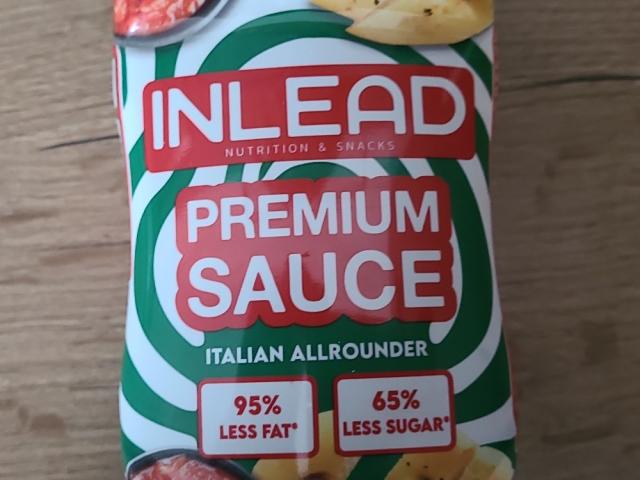 INLEAD
NUTRITION & SNACKS
PREMIUM
SAUCE
ITALIAN ALLROUNDER
95%
LESS FAT*
65%
LESS SUGAR*